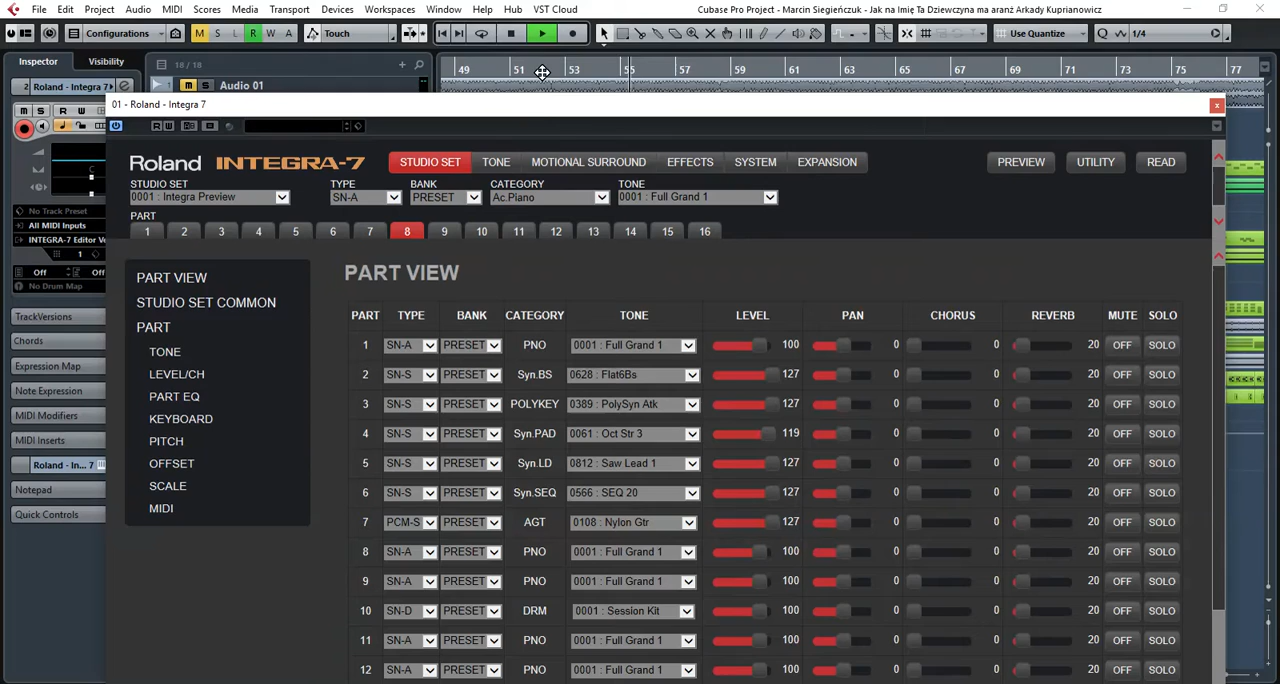 File Edit Project Audio MIDI Scores Media Transport Devices Workspaces Window Help Hub VST Cloud Cubase Pro Project - Marcin Siegieńczuk - Jak na Imię Ta Dziewczyna ma aranż Arkady Kuprianowicz
Configurations M S L R W A Touch Use Quantize 1/4
Inspector Visibility 18 / 18 49 51 53 55 57 59 61 63 65 67 69 71 73 75 77
2 Roland - Integra 7 m S Audio 01
01 - Roland - Integra 7
m S R W
R W
Roland INTEGRA-7 STUDIO SET TONE MOTIONAL SURROUND EFFECTS SYSTEM EXPANSION PREVIEW UTILITY READ
STUDIO SET TYPE BANK CATEGORY TONE
0001 : Integra Preview SN-A PRESET Ac.Piano 0001 : Full Grand 1
PART
1 2 3 4 5 6 7 8 9 10 11 12 13 14 15 16
No Track Preset
All MIDI Inputs
INTEGRA-7 Editor V
1
Off Off
No Drum Map
TrackVersions
Chords
Expression Map
Note Expression
MIDI Modifiers
MIDI Inserts
Roland - In... 7
Notepad
Quick Controls
PART VIEW
STUDIO SET COMMON
PART
TONE
LEVEL/CH
PART EQ
KEYBOARD
PITCH
OFFSET
SCALE
MIDI
PART VIEW
PART TYPE BANK CATEGORY TONE LEVEL PAN CHORUS REVERB MUTE SOLO
1 SN-A PRESET PNO 0001 : Full Grand 1 100 0 0 20 OFF SOLO
2 SN-S PRESET Syn.BS 0628 : Flat6Bs 127 0 0 20 OFF SOLO
3 SN-S PRESET POLYKEY 0389 : PolySyn Atk 127 0 0 20 OFF SOLO
4 SN-S PRESET Syn.PAD 0061 : Oct Str 3 119 0 0 20 OFF SOLO
5 SN-S PRESET Syn.LD 0812 : Saw Lead 1 127 0 0 20 OFF SOLO
6 SN-S PRESET Syn.SEQ 0566 : SEQ 20 127 0 0 20 OFF SOLO
7 PCM-S PRESET AGT 0108 : Nylon Gtr 127 0 0 20 OFF SOLO
8 SN-A PRESET PNO 0001 : Full Grand 1 100 0 0 20 OFF SOLO
9 SN-A PRESET PNO 0001 : Full Grand 1 100 0 0 20 OFF SOLO
10 SN-D PRESET DRM 0001 : Session Kit 100 0 0 20 OFF SOLO
11 SN-A PRESET PNO 0001 : Full Grand 1 100 0 0 20 OFF SOLO
12 SN-A PRESET PNO 0001 : Full Grand 1 100 0 0 20 OFF SOLO